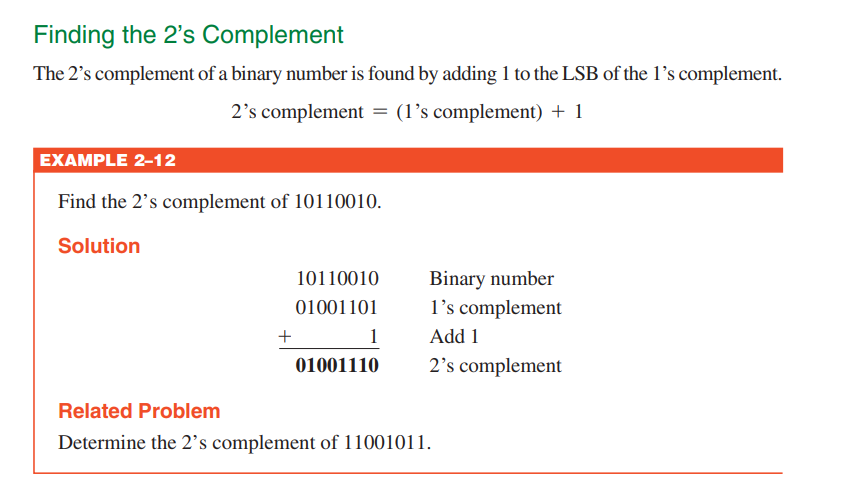 Finding the 2’s Complement
The 2’s complement of a binary number is found by adding 1 to the LSB of the 1’s complement.
2’s complement = (1’s complement) + 1
EXAMPLE 2–12
Find the 2’s complement of 10110010.
Solution
10110010 Binary number
01001101 1’s complement
+ 1 Add 1
01001110 2’s complement
Related Problem
Determine the 2’s complement of 11001011.